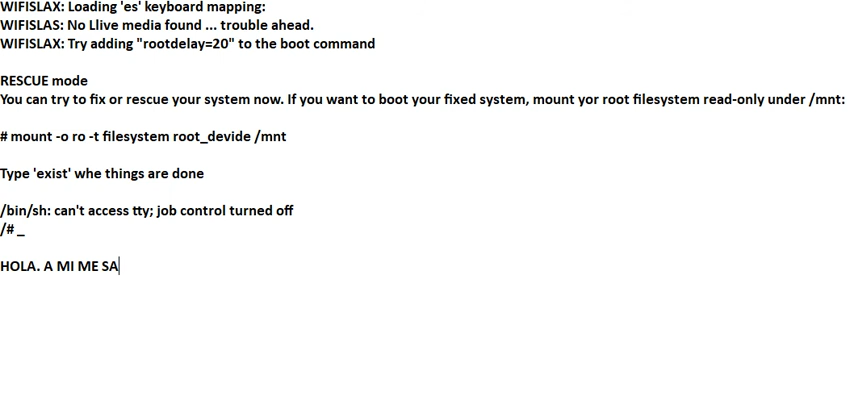 WIFISLAX: Loading 'es' keyboard mapping:
WIFISLAS: No Llive media found ... trouble ahead.
WIFISLAX: Try adding "rootdelay=20" to the boot command
RESCUE mode
You can try to fix or rescue your system now. If you want to boot your fixed system, mount yor root filesystem read-only under /mnt:
# mount -o ro -t filesystem root_devide /mnt
Type 'exist' whe things are done
/bin/sh: can't access tty; job control turned off
/# _
HOLA. A MI ME SA